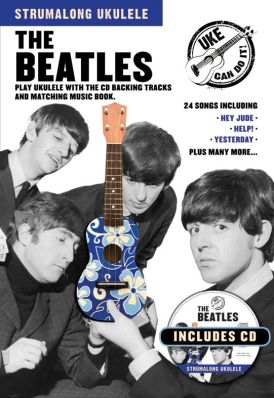 STRUMALONG UKULELE
THE
BEATLES
PLAY UKULELE WITH THE CD BACKING TRACKS
AND MATCHING MUSIC BOOK.
UKE
CAN DO IT!
24 SONGS INCLUDING
• HEY JUDE •
• HELP! •
• YESTERDAY •
PLUS MANY MORE...
THE
BEATLES
INCLUDES CD
STRUMALONG UKULELE